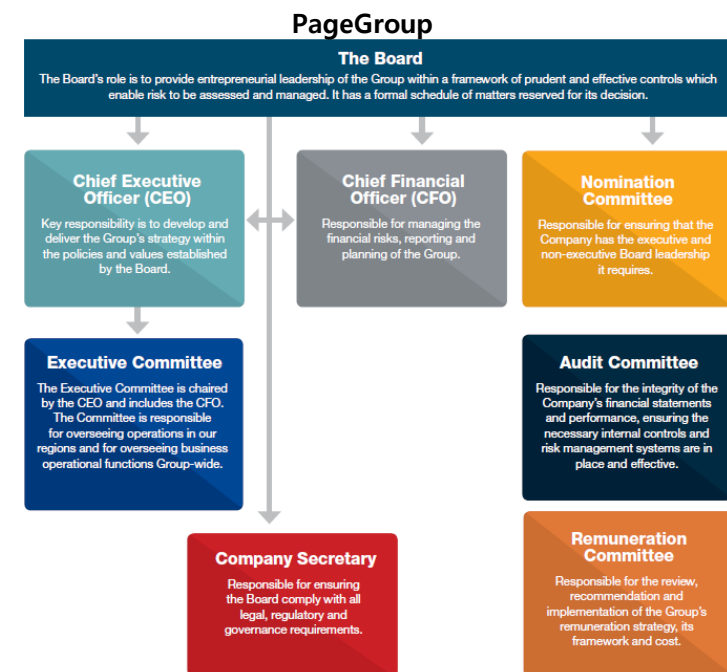 PageGroup
The Board
The Board's role is to provide entrepreneurial leadership of the Group within a framework of prudent and effective controls which
enable risk to be assessed and managed. It has a formal schedule of matters reserved for its decision.
Chief Executive
Officer (CEO)
Key responsibility is to develop and
deliver the Group's strategy within
the policies and values established
by the Board.
Chief Financial
Officer (CFO)
Responsible for managing the
financial risks, reporting and
planning of the Group.
Nomination
Committee
Responsible for ensuring that the
Company has the executive and
non-executive Board leadership
it requires.
Executive Committee
The Executive Committee is chaired
by the CEO and includes the CFO.
The Committee is responsible
for overseeing operations in our
regions and for overseeing business
operational functions Group-wide.
Audit Committee
Responsible for the integrity of the
Company's financial statements
and performance, ensuring the
necessary internal controls and
risk management systems are in
place and effective.
Company Secretary
Responsible for ensuring
the Board comply with all
legal, regulatory and
governance requirements.
Remuneration
Committee
Responsible for the review,
recommendation and
implementation of the Group's
remuneration strategy, its
framework and cost.